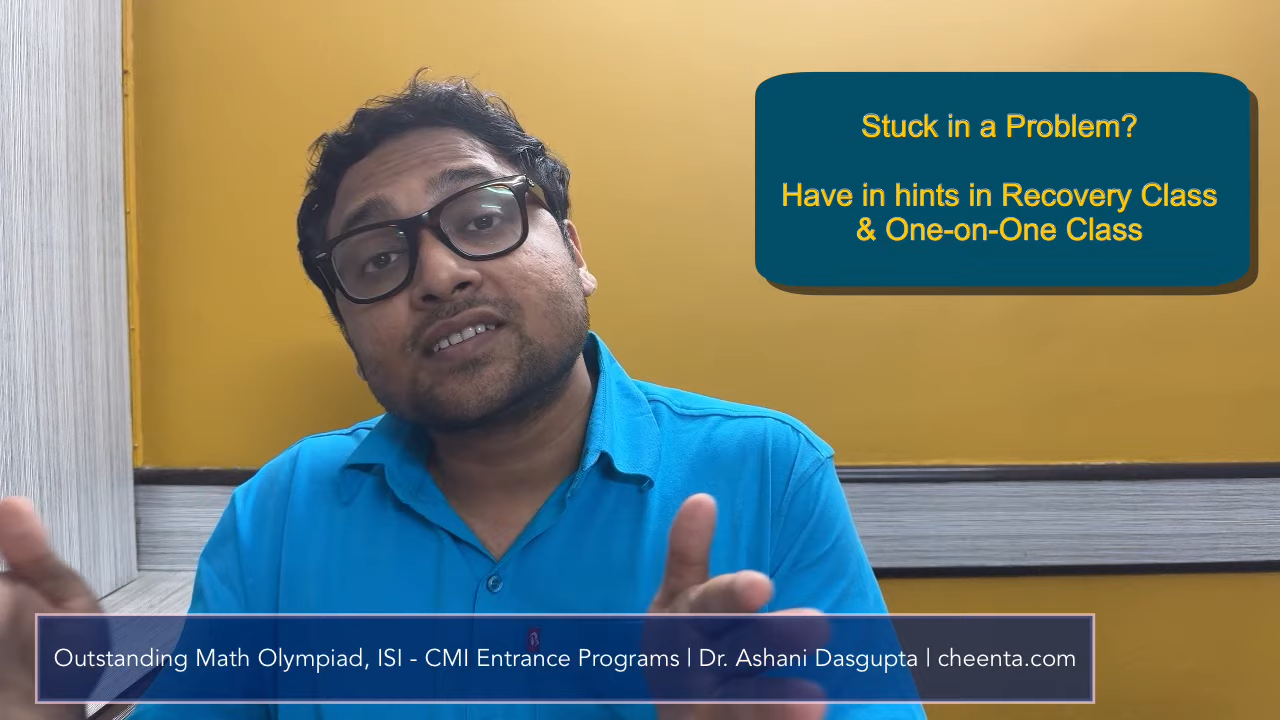 Stuck in a Problem?
Have in hints in Recovery Class
& One-on-One Class
Outstanding Math Olympiad, ISI - CMI Entrance Programs | Dr. Ashani Dasgupta | cheenta.com